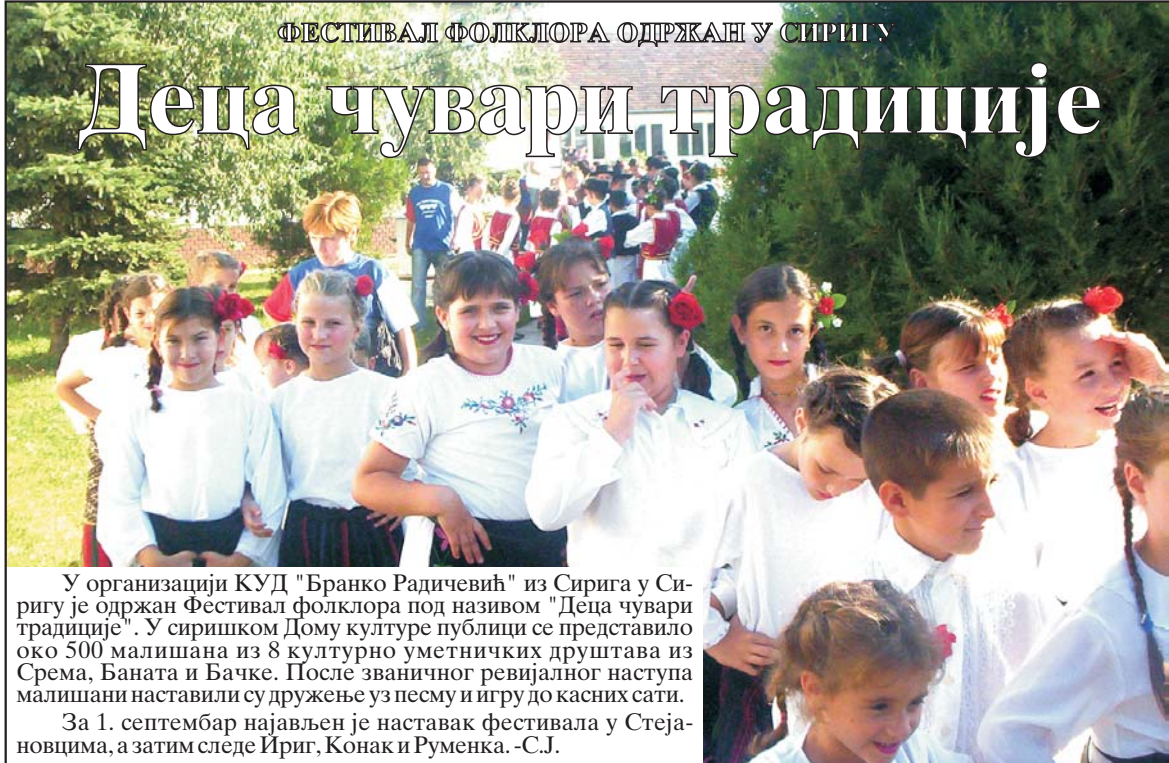 ФЕСТИВАЛ ФОЛКЛОРА ОДРЖАН У СИРИГУ
Деца чувари традиције
У организацији КУД "Бранко Радичевић" из Сирига у Си-
ригу је одржан Фестивал фолклора под називом "Деца чувари
традиције". У сиришком Дому културе публици се представило
око 500 малишана из 8 културно уметничких друштава из
Срема, Баната и Бачке. После званичног ревијалног наступа
малишани наставили су дружење уз песму и игру до касних сати.
За 1. септембар најављен је наставак фестивала у Стеја-
новцима, а затим следе Ириг, Конак и Руменка. -С.Ј.